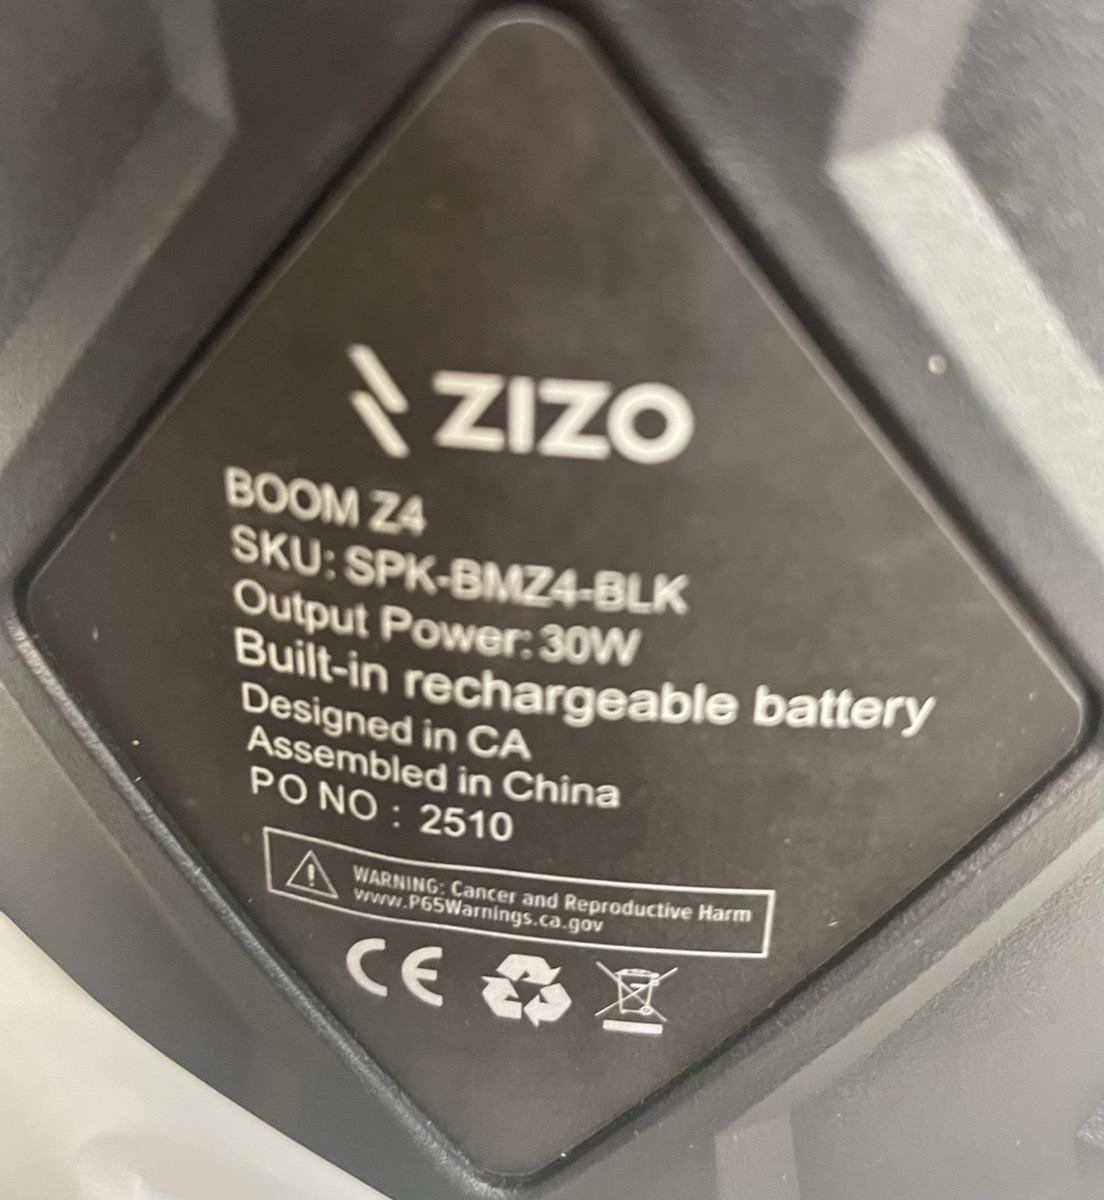 ZIZO
BOOM Z4
SKU: SPK-BMZ4-BLK
Output Power: 30W
Built-in rechargeable battery
Designed in CA
Assembled in China
PO NO : 2510
WARNING: Cancer and Reproductive Harm
www.P65Warnings.ca.gov
CE